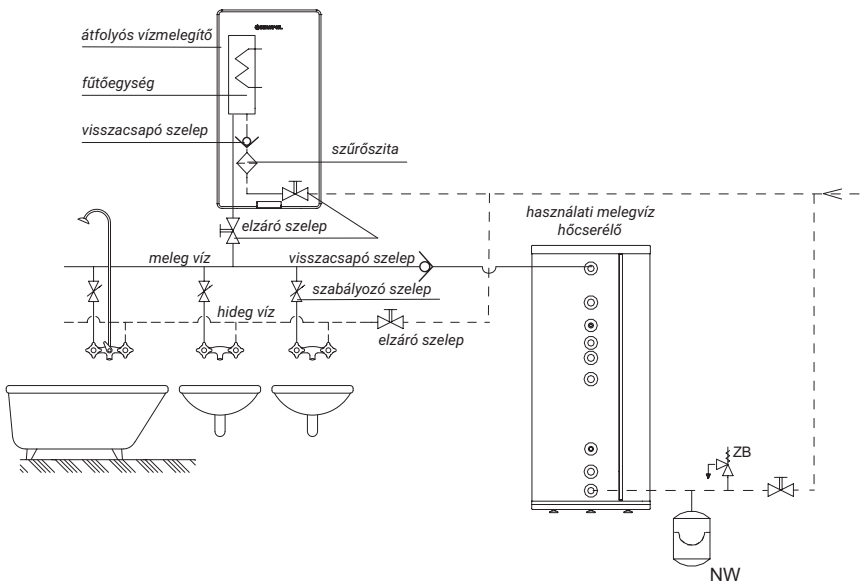 átfolyós vízmelegítő
fűtőegység
visszacsapó szelep
szűrőszita
elzáró szelep
használati melegvíz
hőcserélő
meleg víz
visszacsapó szelep
szabályozó szelep
hideg víz
elzáró szelep
ZB
NW